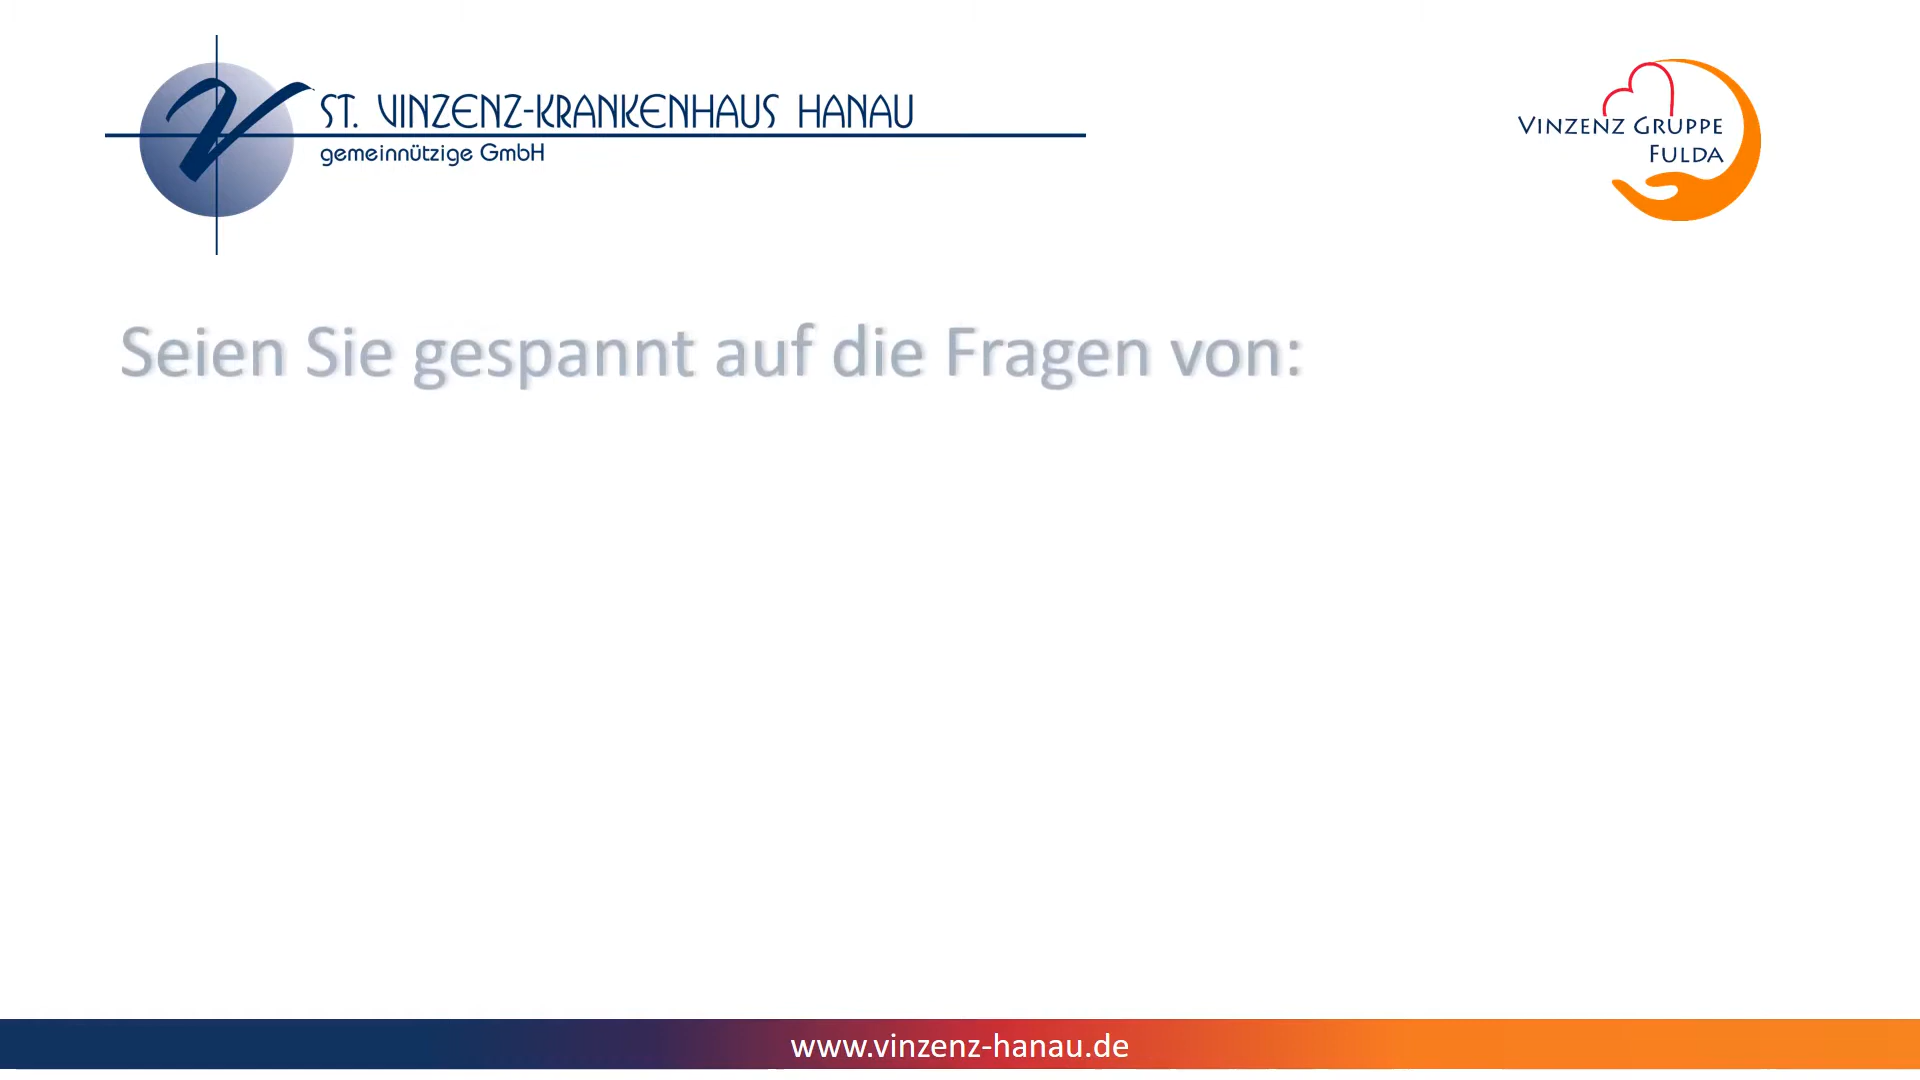 ST. VINZENZ-KRANKENHAUS HANAU
gemeinnützige GmbH
VINZENZ GRUPPE
FULDA
Seien Sie gespannt auf die Fragen von:
www.vinzenz-hanau.de